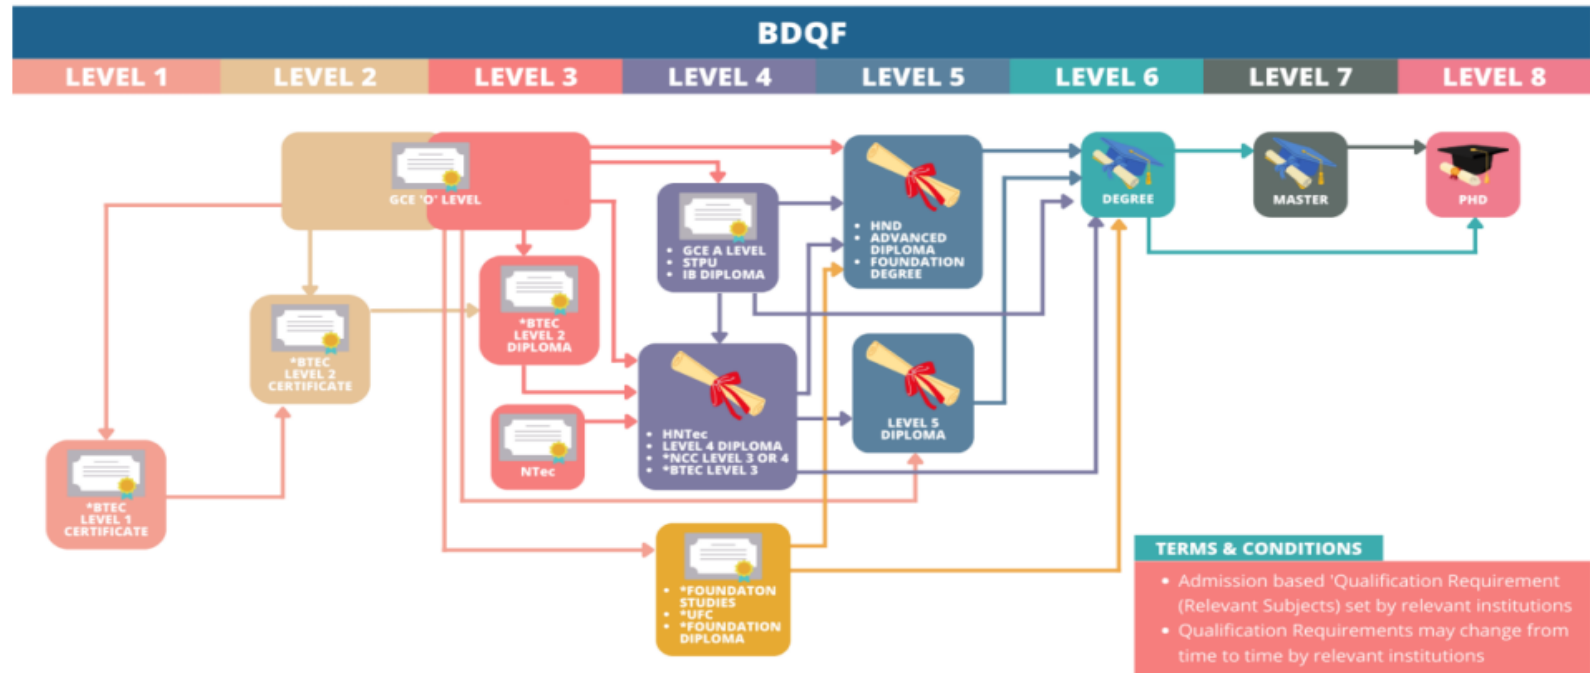 BDQF
LEVEL 1
LEVEL 2
LEVEL 3
LEVEL 4
LEVEL 5
LEVEL 6
LEVEL 7
LEVEL 8
GCE 'O' LEVEL
*BTEC
LEVEL 1
CERTIFICATE
*BTEC
LEVEL 2
CERTIFICATE
*BTEC
LEVEL 2
DIPLOMA
NTec
• GCE A LEVEL
• STPU
• IB DIPLOMA
• HNTec
• LEVEL 4 DIPLOMA
• *NCC LEVEL 3 OR 4
• *BTEC LEVEL 3
• *FOUNDATON
STUDIES
• *UFC
• *FOUNDATION
DIPLOMA
• HND
• ADVANCED
DIPLOMA
• FOUNDATION
DEGREE
LEVEL 5
DIPLOMA
DEGREE
MASTER
PHD
TERMS & CONDITIONS
• Admission based 'Qualification Requirement
(Relevant Subjects) set by relevant institutions
• Qualification Requirements may change from
time to time by relevant institutions